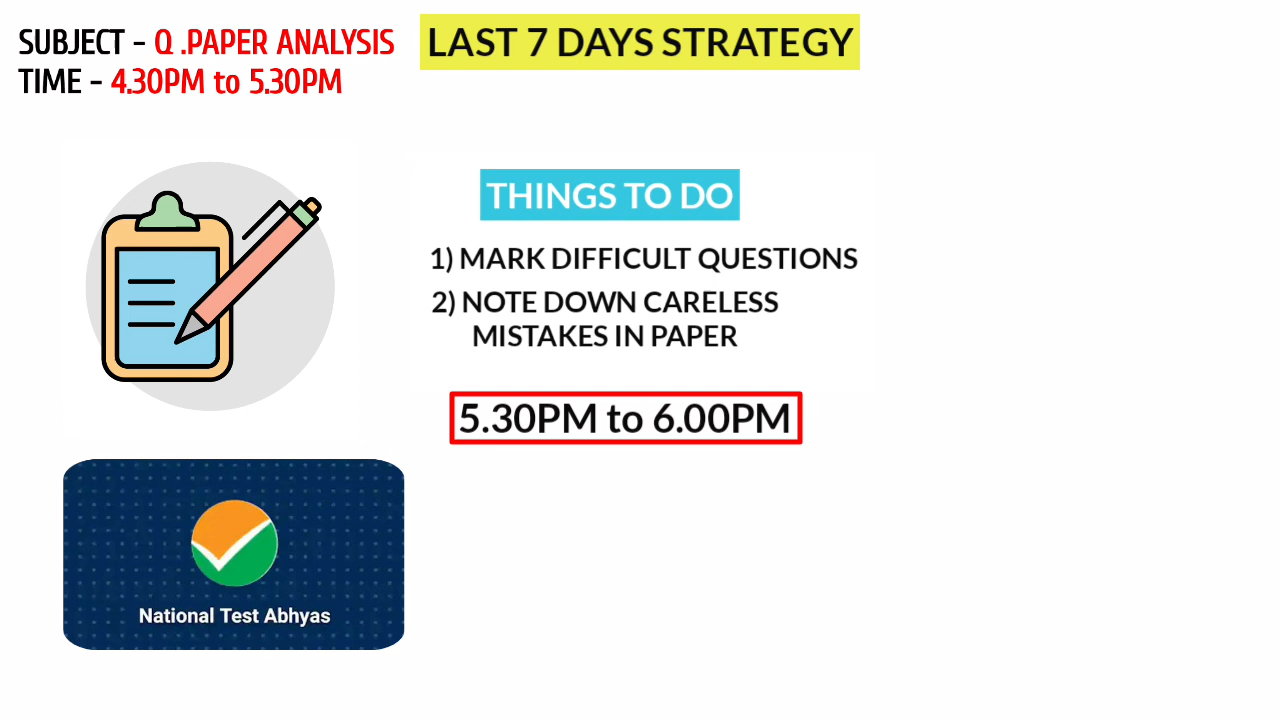 SUBJECT - Q .PAPER ANALYSIS
TIME - 4.30PM to 5.30PM
LAST 7 DAYS STRATEGY
THINGS TO DO
1) MARK DIFFICULT QUESTIONS
2) NOTE DOWN CARELESS
MISTAKES IN PAPER
5.30PM to 6.00PM
National Test Abhyas